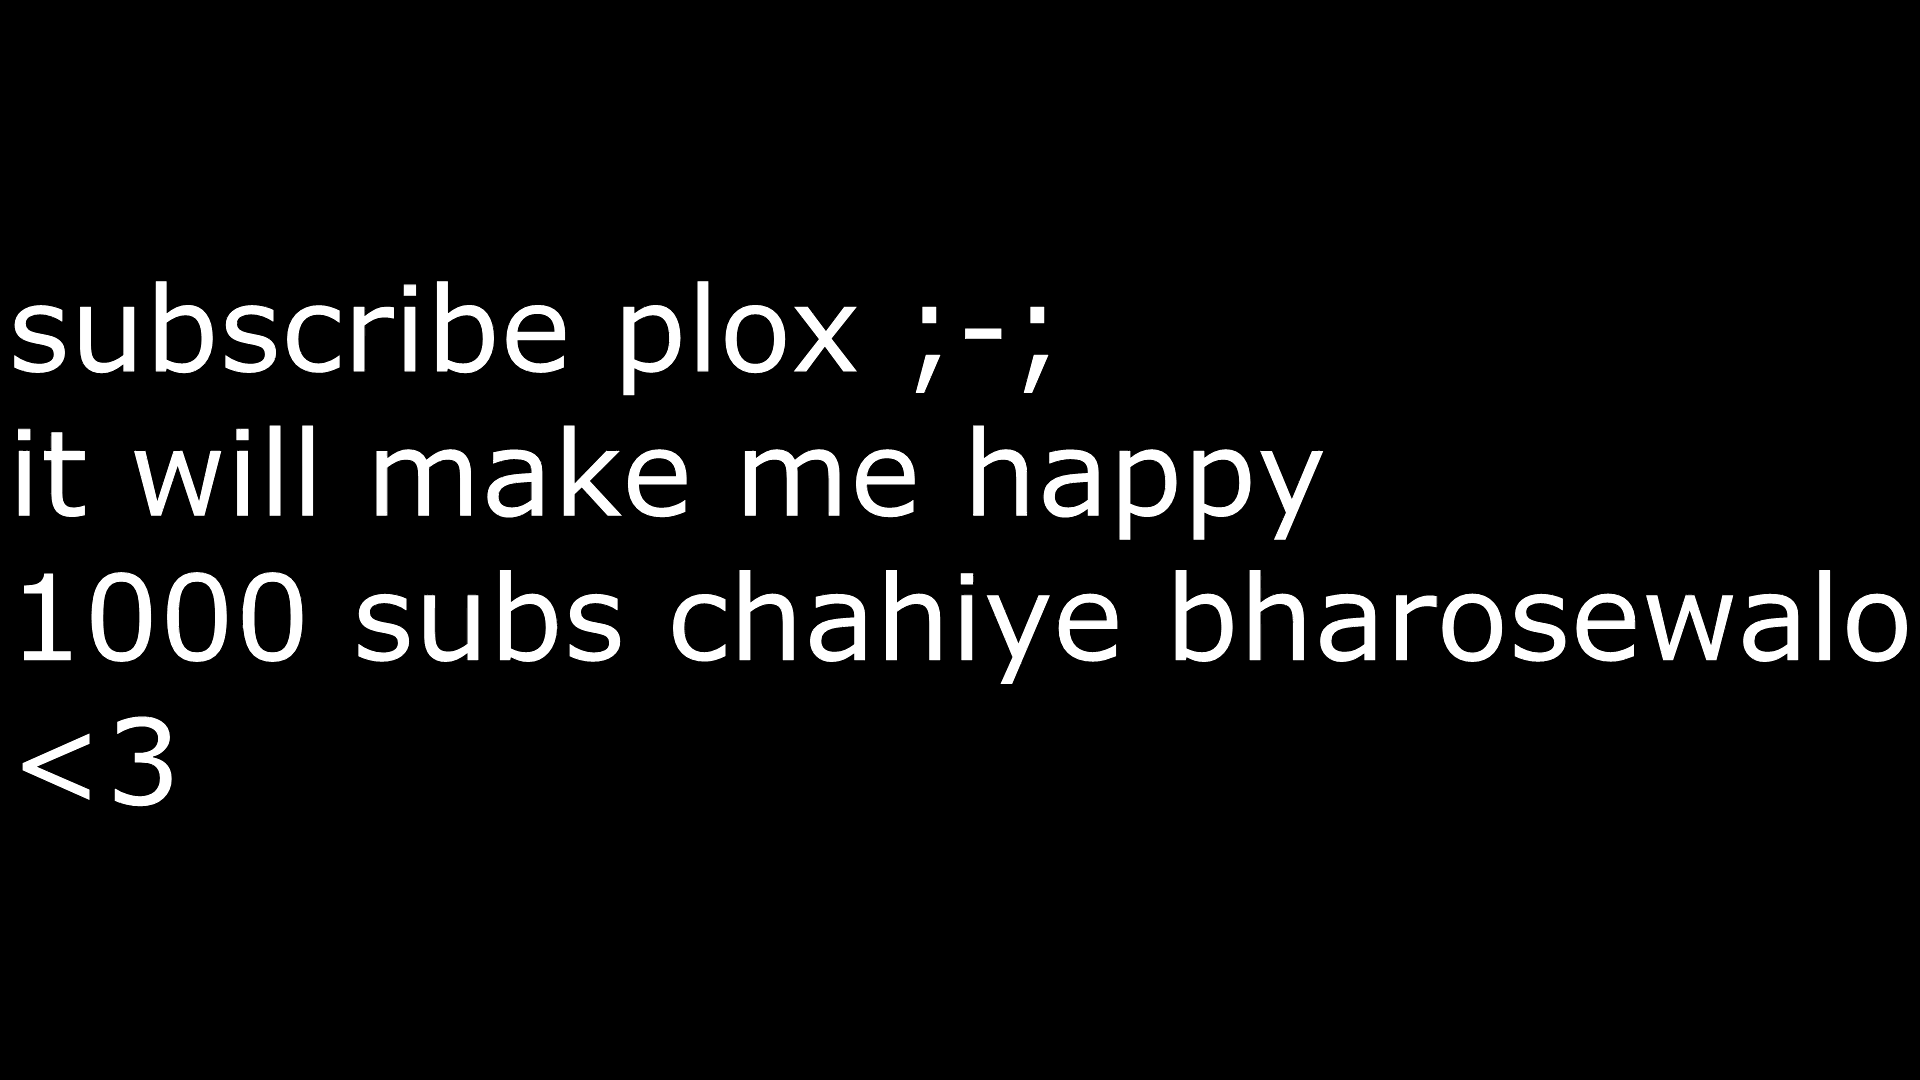 subscribe plox ;-;
it will make me happy
1000 subs chahiye bharosewalo
<3